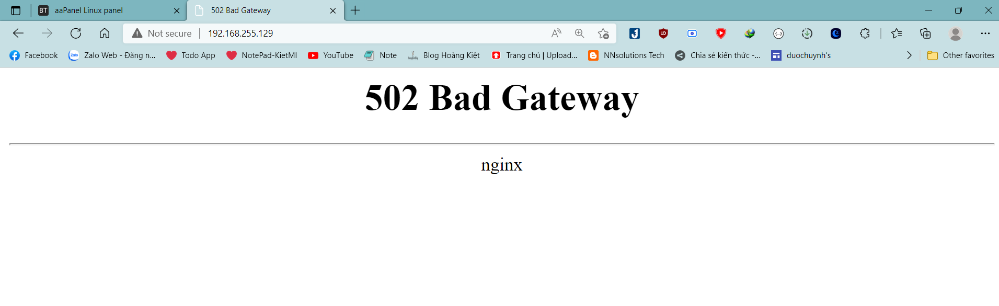 BT aaPanel Linux panel 502 Bad Gateway
Not secure 192.168.255.129
Facebook Zalo Zalo Web - Đăng n... Todo App NotePad-KietMI YouTube Note Blog Hoàng Kiệt Trang chủ | Upload... NNsolutions Tech Chia sẻ kiến thức -... duochuynh's Other favorites
502 Bad Gateway
nginx